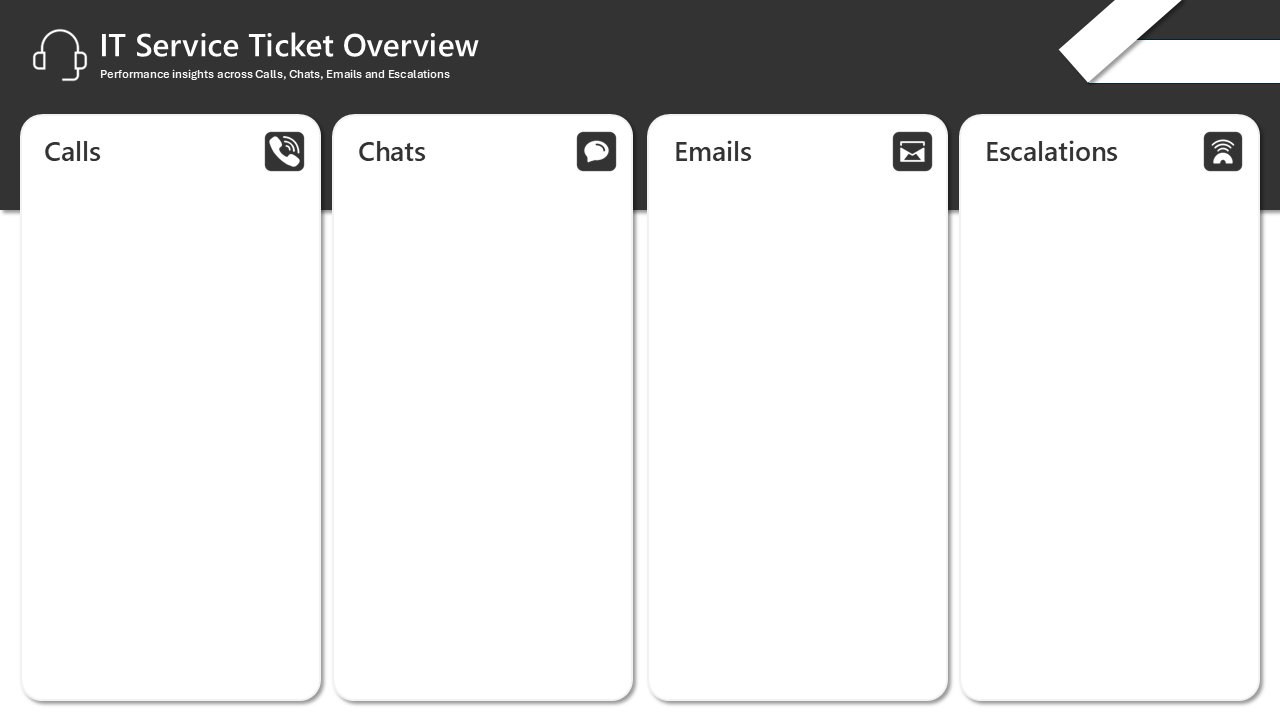 IT Service Ticket Overview
Performance insights across Calls, Chats, Emails and Escalations
Calls
Chats
Emails
Escalations